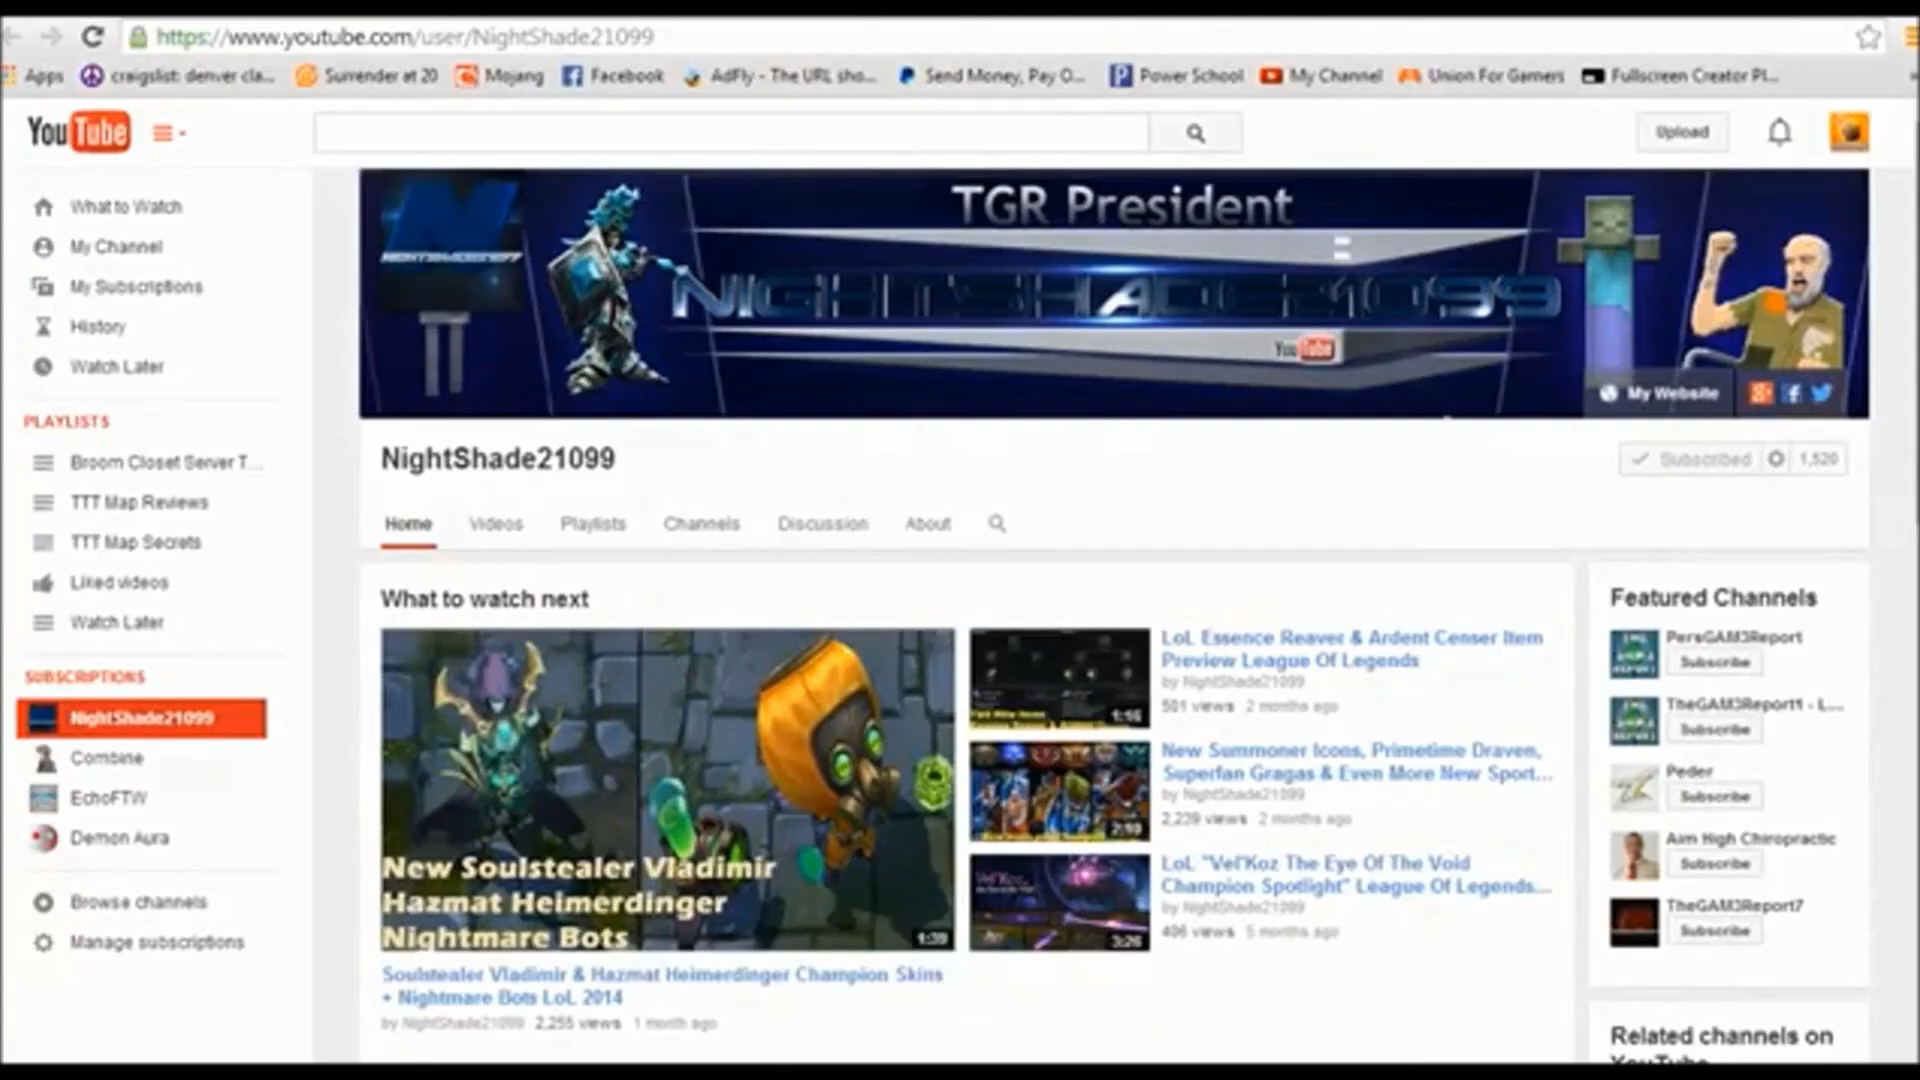 https://www.youtube.com/user/NightShade21099
Apps
craigslist: denver cla...
Surrender at 20
Mojang
Facebook
AdFly - The URL sho...
Send Money, Pay O...
Power School
My Channel
Union For Gamers
Fullscreen Creator Pl...
YouTube
Upload
What to Watch
My Channel
My Subscriptions
History
Watch Later
PLAYLISTS
Broom Closet Server T...
TTT Map Reviews
TTT Map Secrets
Liked videos
Watch Later
SUBSCRIPTIONS
NightShade21099
Combine
EchoFTW
Demon Aura
Browse channels
Manage subscriptions
TGR President
NIGHTSHADE21099
YouTube
My Website
NightShade21099
Subscribed 1,520
Home
Videos
Playlists
Channels
Discussion
About
What to watch next
New Soulstealer Vladimir
Hazmat Heimerdinger
Nightmare Bots
1:39
Soulstealer Vladimir & Hazmat Heimerdinger Champion Skins
+ Nightmare Bots LoL 2014
by NightShade21099 2,255 views 1 month ago
LoL Essence Reaver & Ardent Censer Item
Preview League Of Legends
by NightShade21099
501 views 2 months ago
New Summoner Icons, Primetime Draven,
Superfan Gragas & Even More New Sport...
by NightShade21099
2,239 views 2 months ago
2:59
LoL "Vel'Koz The Eye Of The Void
Champion Spotlight" League Of Legends...
by NightShade21099
406 views 5 months ago
3:26
Featured Channels
PersGAM3Report
Subscribe
TheGAM3Report1 - L...
Subscribe
Peder
Subscribe
Aim High Chiropractic
Subscribe
TheGAM3Report7
Subscribe
Related channels on
YouTube